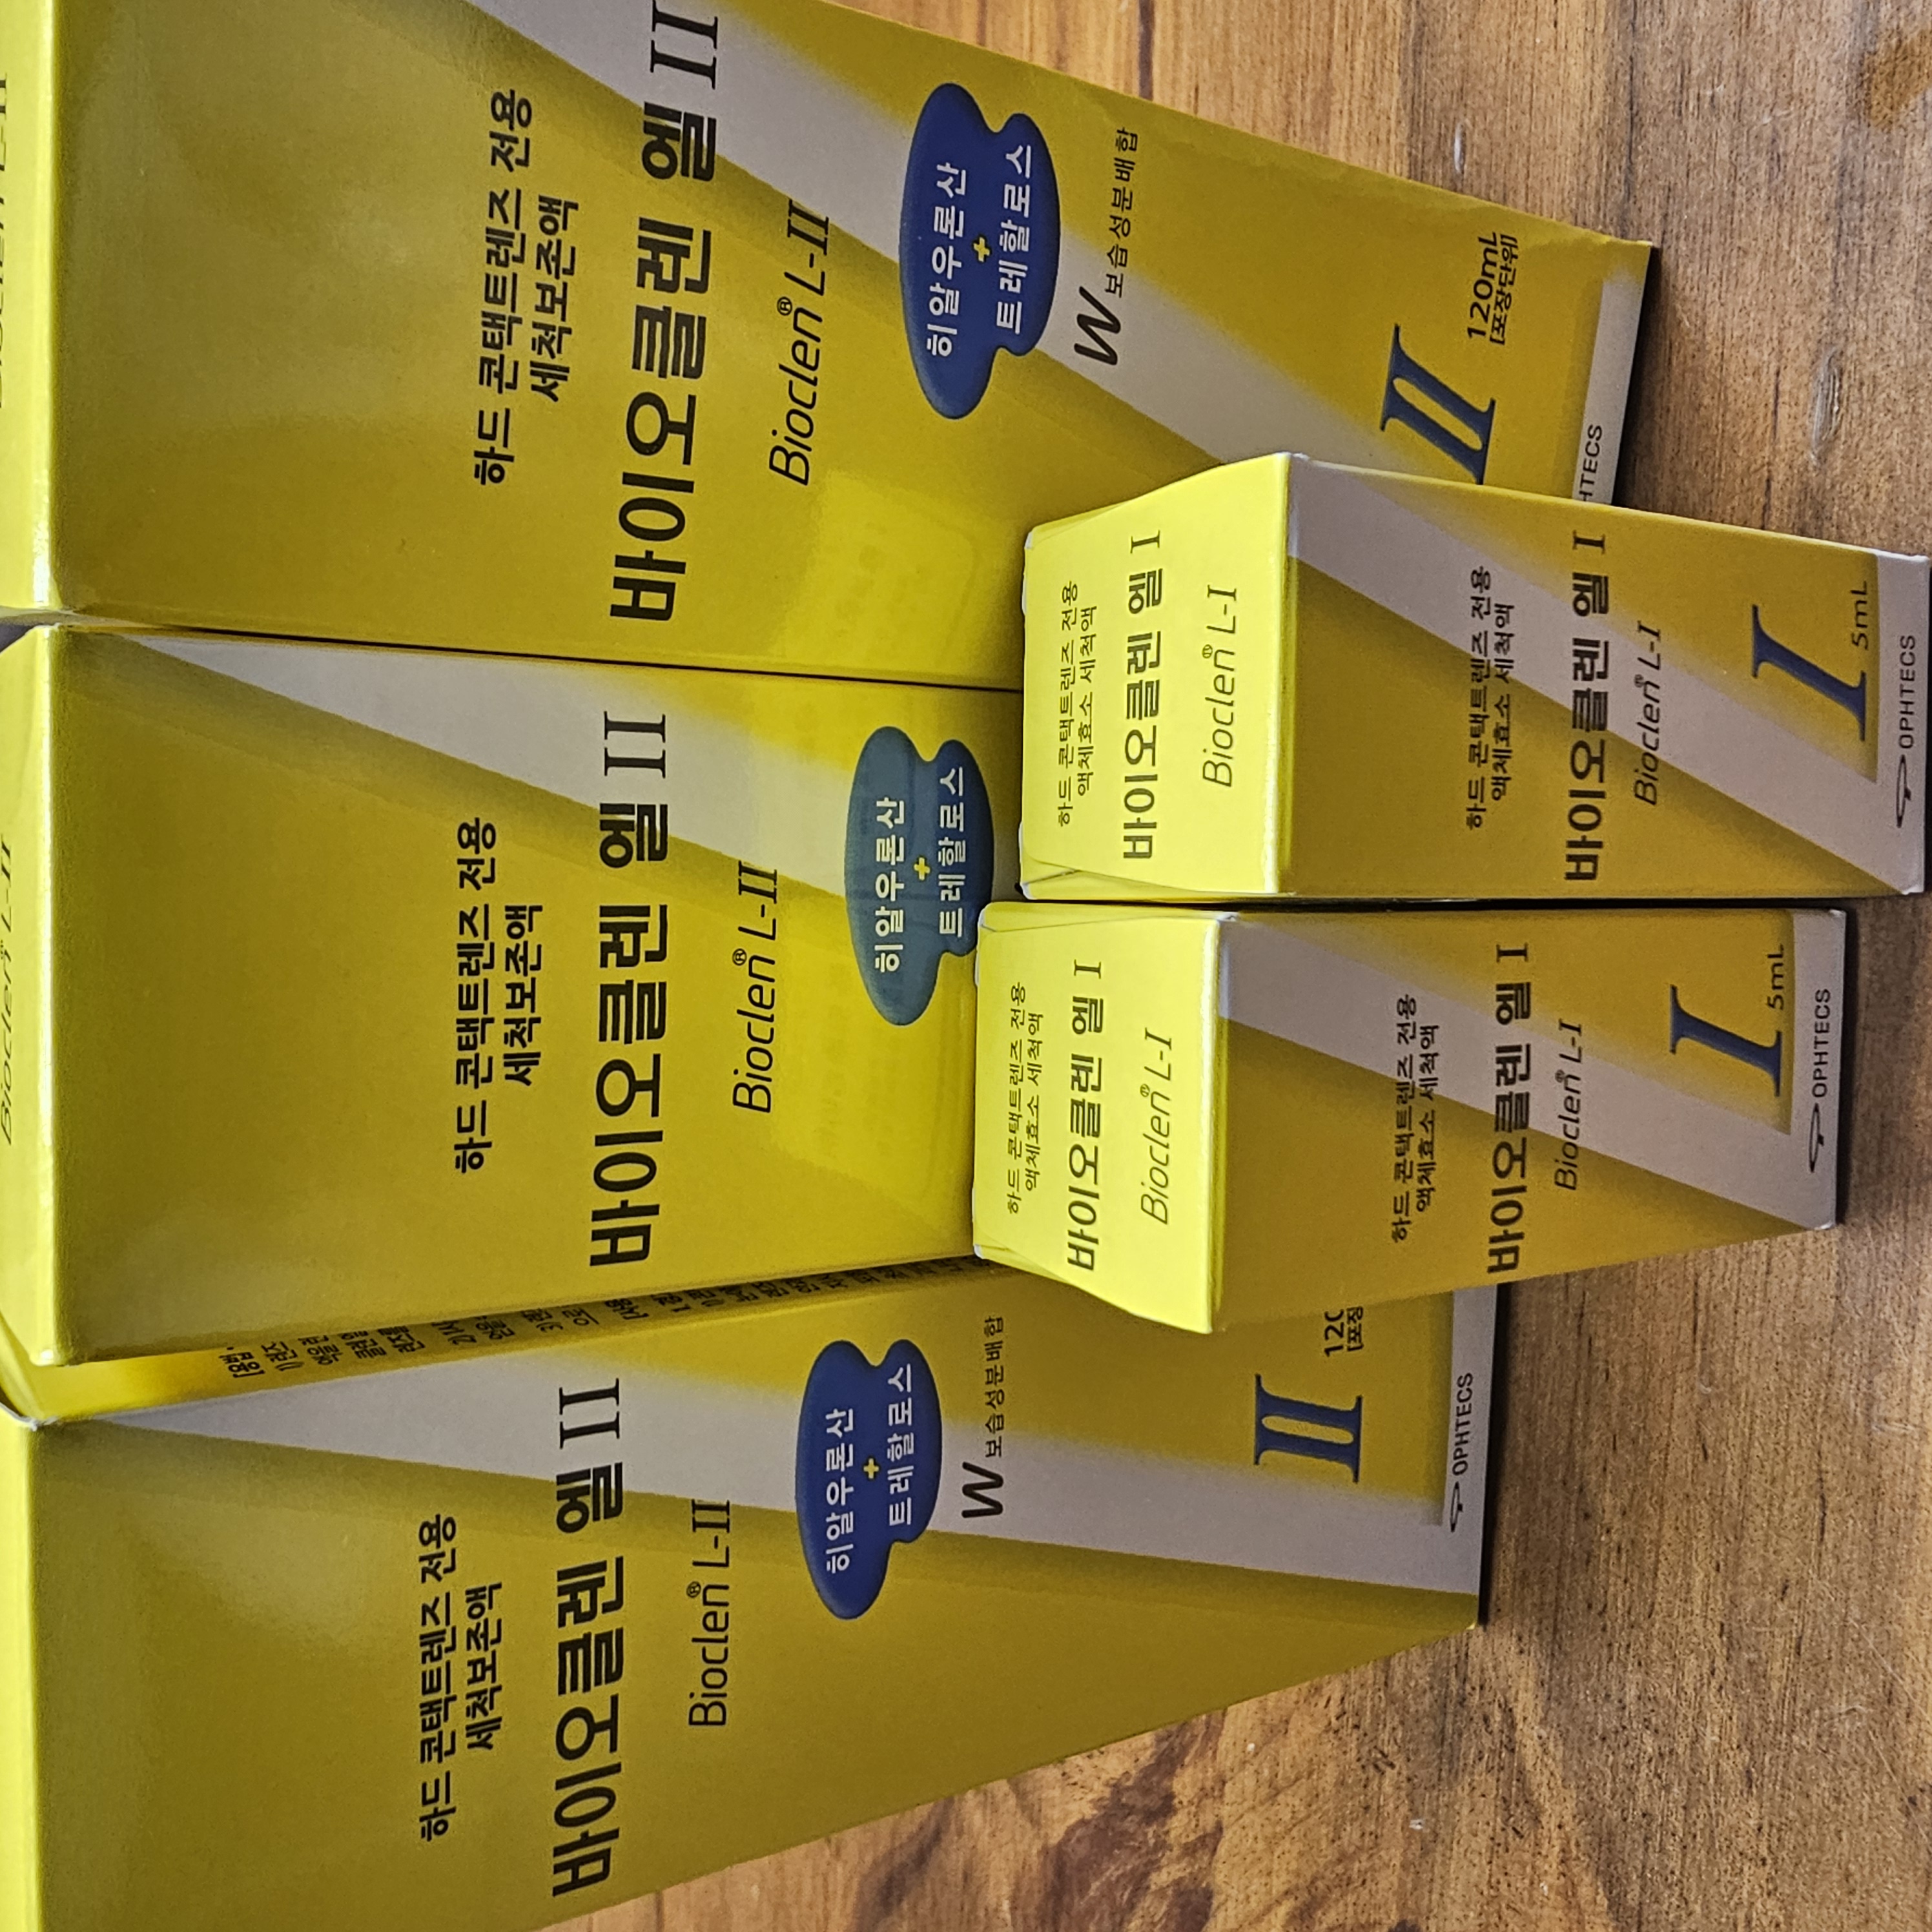 Bioclen L-II
하드 콘택트렌즈 전용
세척보존액
바이오클렌 엘 II
Bioclen® L-II
히알우론산
+
트레할로스
W 보습성분배합
II
OPHTECS
하드 콘택트렌즈 전용
세척보존액
바이오클렌 엘 II
Bioclen® L-II
히알우론산
+
트레할로스
하드 콘택트렌즈 전용
세척보존액
바이오클렌 엘 II
Bioclen® L-II
히알우론산
+
트레할로스
W 보습성분배합
II
120mL
[포장단위]
하드 콘택트렌즈 전용
액체효소 세척액
바이오클렌 엘 I
Bioclen® L-I
하드 콘택트렌즈 전용
액체효소 세척액
바이오클렌 엘 I
Bioclen® L-I
I
5mL
OPHTECS
하드 콘택트렌즈 전용
액체효소 세척액
바이오클렌 엘 I
Bioclen® L-I
하드 콘택트렌즈 전용
액체효소 세척액
바이오클렌 엘 I
Bioclen® L-I
I
5mL
OPHTECS